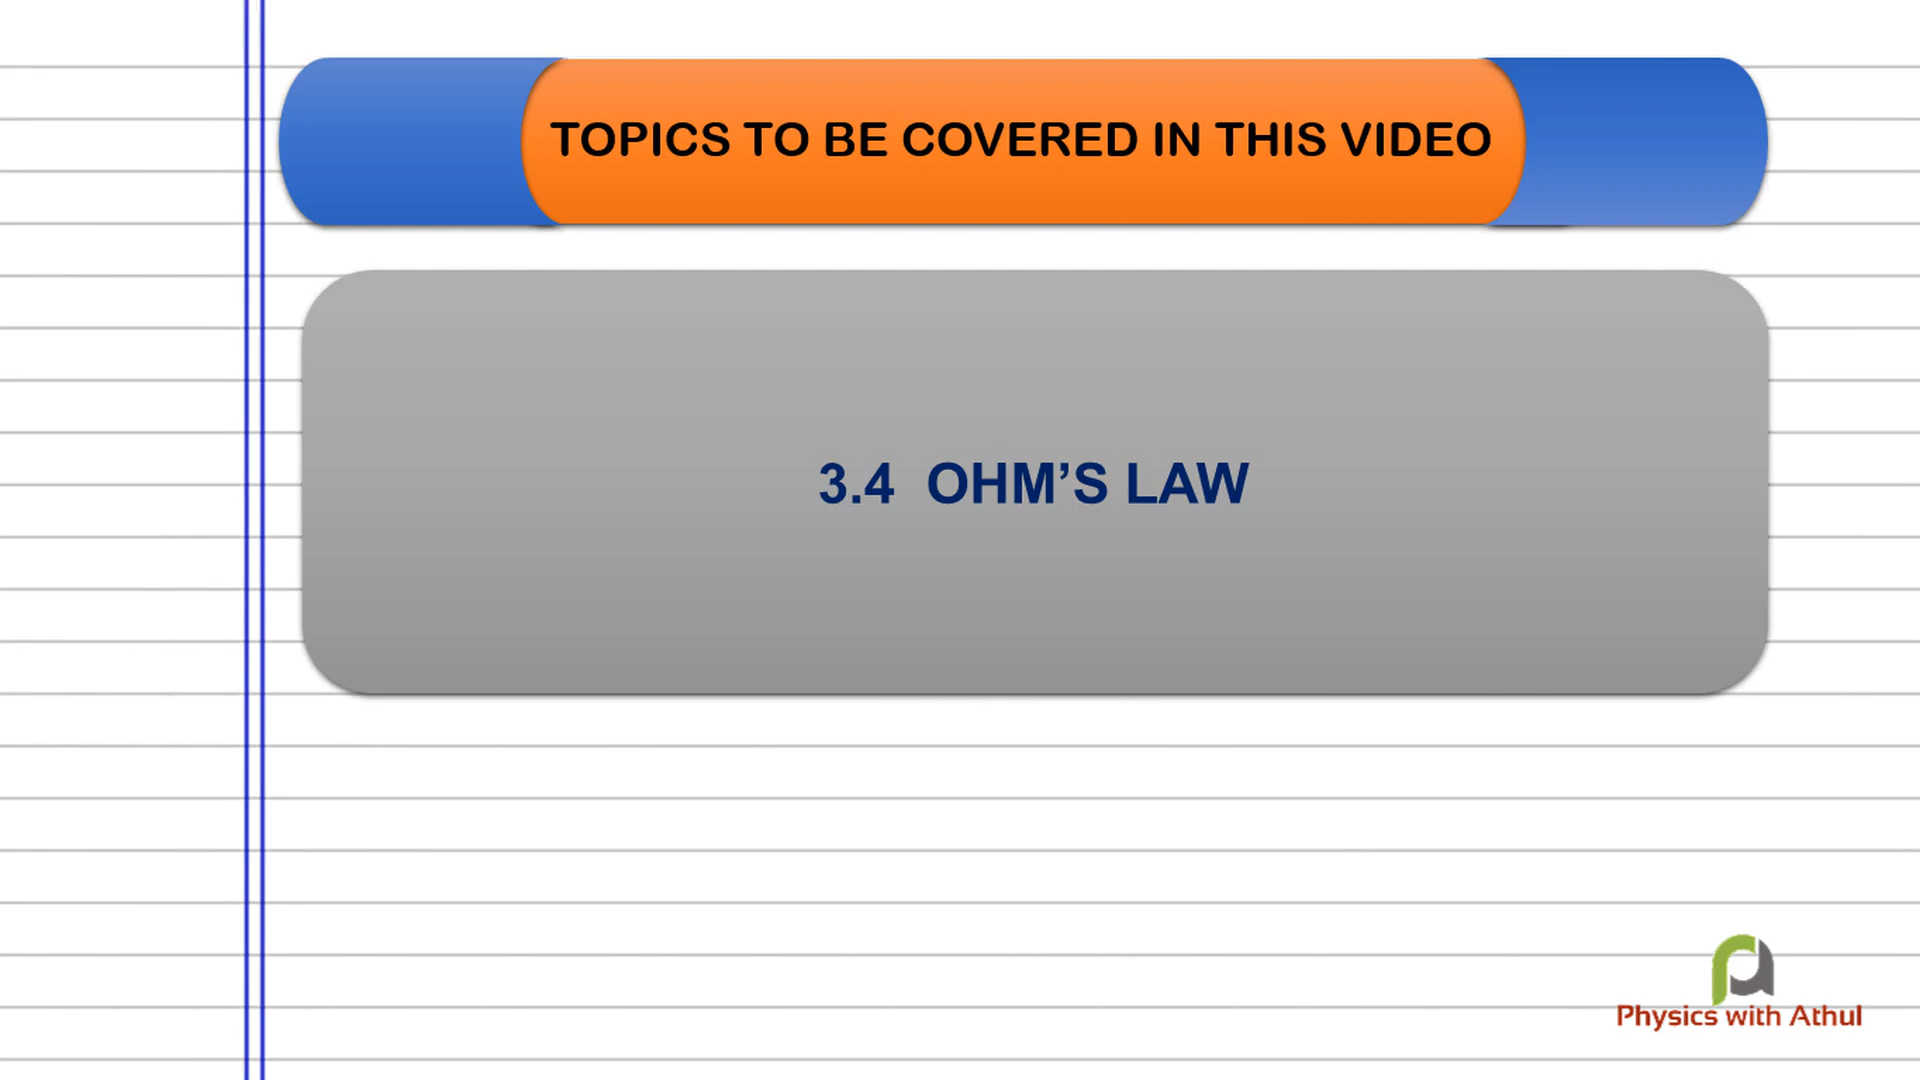 TOPICS TO BE COVERED IN THIS VIDEO
3.4 OHM’S LAW
Physics with Athul